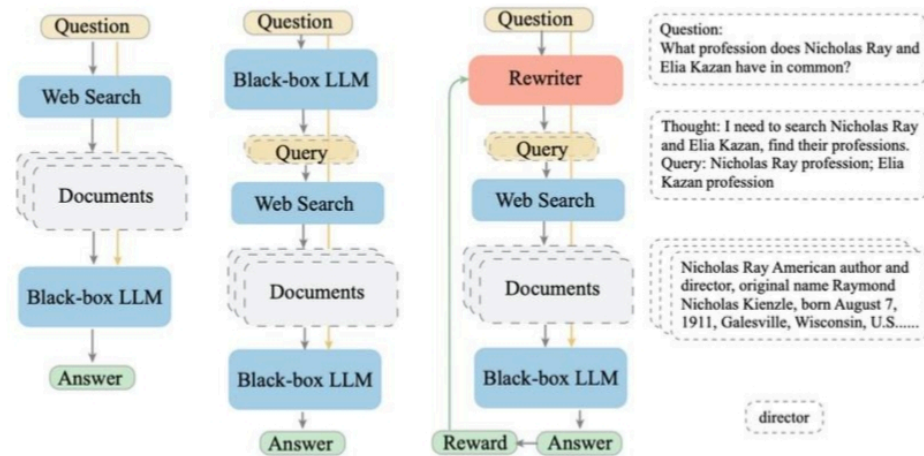 Question
Web Search
Documents
Black-box LLM
Answer
Question
Black-box LLM
Query
Web Search
Documents
Black-box LLM
Answer
Question
Rewriter
Query
Web Search
Documents
Black-box LLM
Reward
Answer
Question:
What profession does Nicholas Ray and
Elia Kazan have in common?
Thought: I need to search Nicholas Ray
and Elia Kazan, find their professions.
Query: Nicholas Ray profession; Elia
Kazan profession
Nicholas Ray American author and
director, original name Raymond
Nicholas Kienzle, born August 7,
1911, Galesville, Wisconsin, U.S......
director